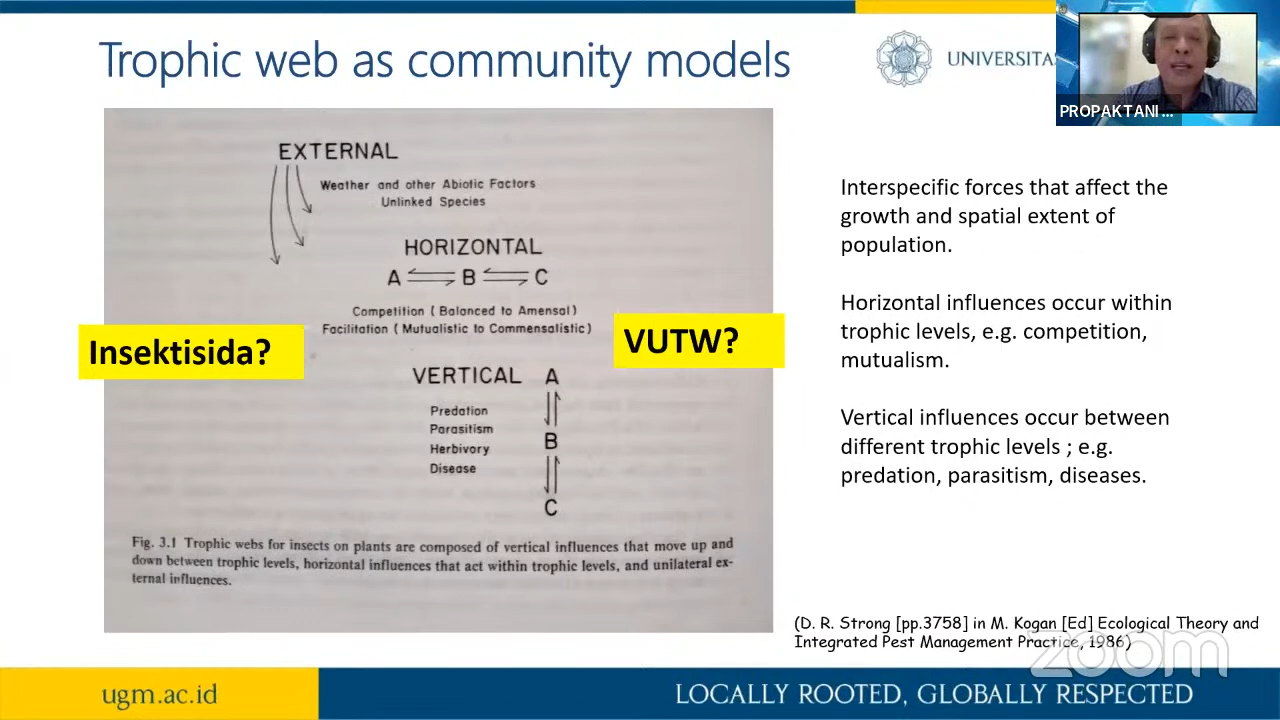 Trophic web as community models
UNIVERSITAS
PROPAKTANI ...
EXTERNAL
Weather and other Abiotic Factors
Unlinked Species
HORIZONTAL
A B C
Competition ( Balanced to Amensal)
Facilitation ( Mutualistic to Commensalistic )
Insektisida?
VUTW?
VERTICAL A
Predation
Parasitism
B
Herbivory
Disease
C
Fig. 3.1 Trophic webs for insects on plants are composed of vertical influences that move up and
down between trophic levels, horizontal influences that act within trophic levels, and unilateral ex-
ternal influences.
Interspecific forces that affect the
growth and spatial extent of
population.
Horizontal influences occur within
trophic levels, e.g. competition,
mutualism.
Vertical influences occur between
different trophic levels ; e.g.
predation, parasitism, diseases.
(D. R. Strong [pp.3758] in M. Kogan [Ed] Ecological Theory and
Integrated Pest Management Practice, 1986)
zoom
ugm.ac.id
LOCALLY ROOTED, GLOBALLY RESPECTED